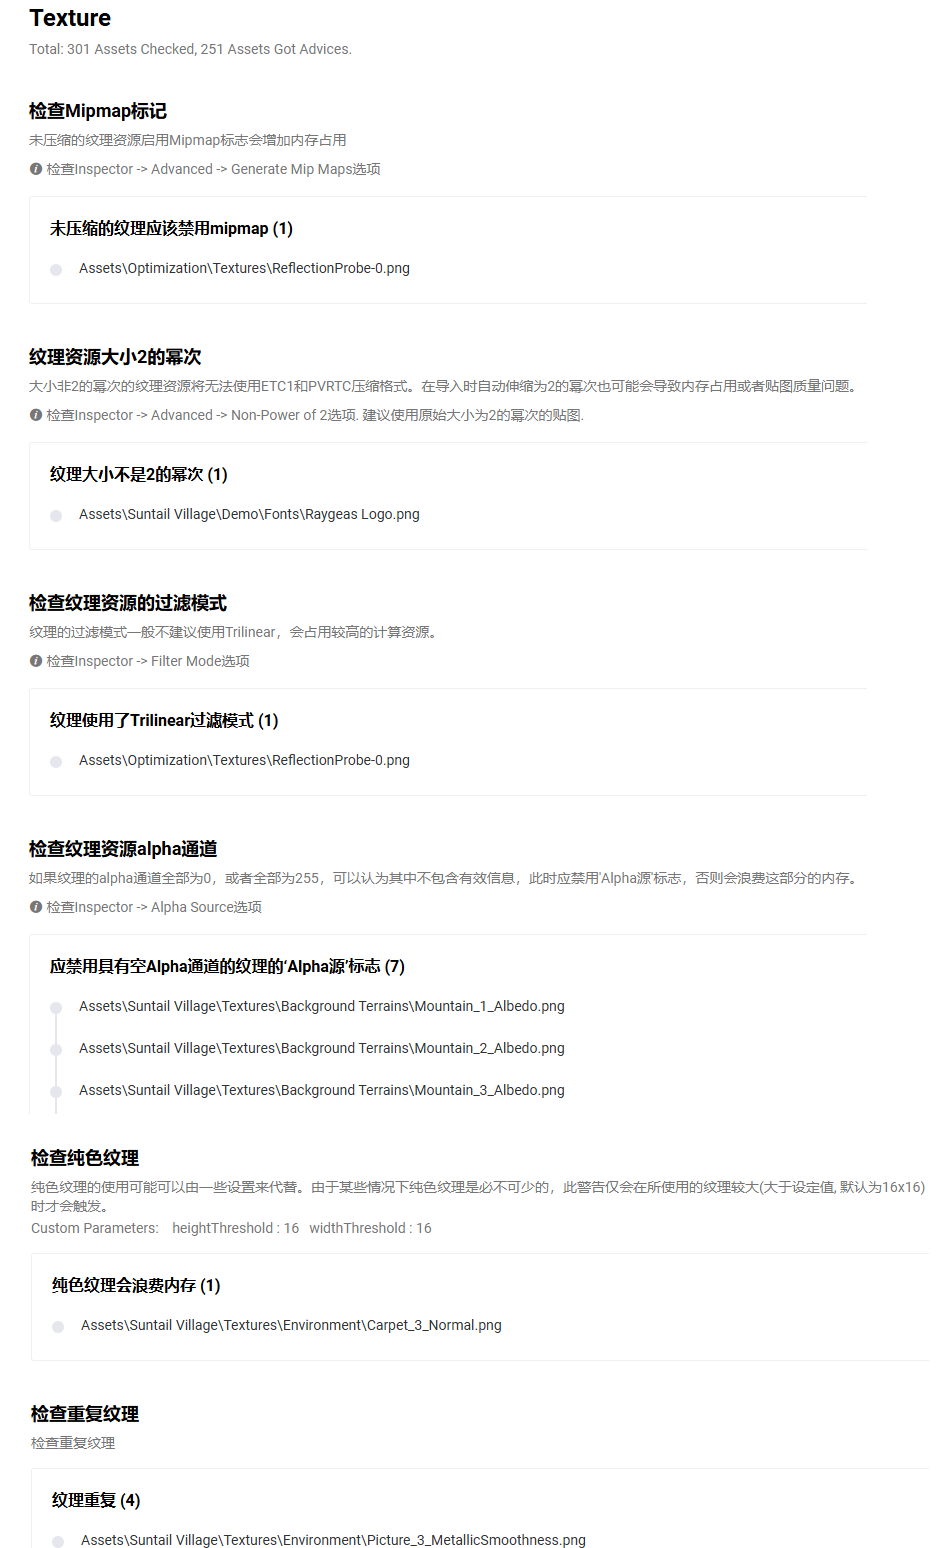 Texture
Total: 301 Assets Checked, 251 Assets Got Advices.
检查Mipmap标记
未压缩的纹理资源启用Mipmap标志会增加内存占用
检查Inspector -> Advanced -> Generate Mip Maps选项
未压缩的纹理应该禁用mipmap (1)
Assets\Optimization\Textures\ReflectionProbe-0.png
纹理资源大小2的幂次
大小非2的幂次的纹理资源将无法使用ETC1和PVRTC压缩格式。在导入时自动伸缩为2的幂次也可能会导致内存占用或者贴图质量问题。
检查Inspector -> Advanced -> Non-Power of 2选项. 建议使用原始大小为2的幂次的贴图.
纹理大小不是2的幂次 (1)
Assets\Suntail Village\Demo\Fonts\Raygeas Logo.png
检查纹理资源的过滤模式
纹理的过滤模式一般不建议使用Trilinear，会占用较高的计算资源。
检查Inspector -> Filter Mode选项
纹理使用了Trilinear过滤模式 (1)
Assets\Optimization\Textures\ReflectionProbe-0.png
检查纹理资源alpha通道
如果纹理的alpha通道全部为0，或者全部为255，可以认为其中不包含有效信息，此时应禁用'Alpha源'标志，否则会浪费这部分的内存。
检查Inspector -> Alpha Source选项
应禁用具有空Alpha通道的纹理的‘Alpha源’标志 (7)
Assets\Suntail Village\Textures\Background Terrains\Mountain_1_Albedo.png
Assets\Suntail Village\Textures\Background Terrains\Mountain_2_Albedo.png
Assets\Suntail Village\Textures\Background Terrains\Mountain_3_Albedo.png
检查纯色纹理
纯色纹理的使用可能可以由一些设置来代替。由于某些情况下纯色纹理是必不可少的，此警告仅会在所使用的纹理较大(大于设定值, 默认为16x16)
时才会触发。
Custom Parameters: heightThreshold : 16 widthThreshold : 16
纯色纹理会浪费内存 (1)
Assets\Suntail Village\Textures\Environment\Carpet_3_Normal.png
检查重复纹理
检查重复纹理
纹理重复 (4)
Assets\Suntail Village\Textures\Environment\Picture_3_MetallicSmoothness.png